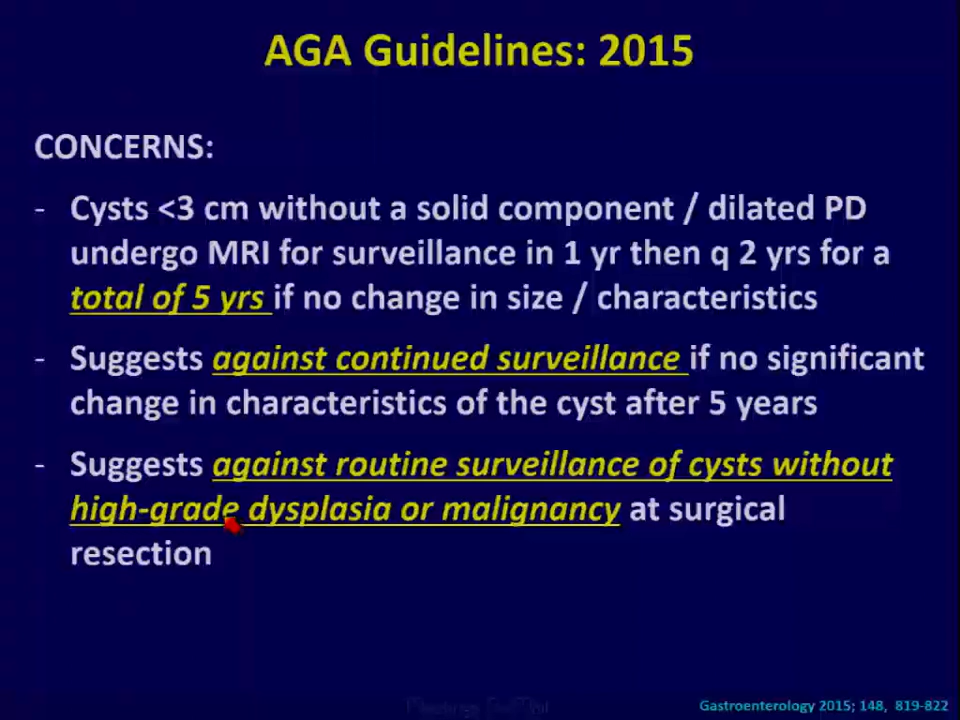 AGA Guidelines: 2015
CONCERNS:
- Cysts <3 cm without a solid component / dilated PD
undergo MRI for surveillance in 1 yr then q 2 yrs for a
total of 5 yrs if no change in size / characteristics
- Suggests against continued surveillance if no significant
change in characteristics of the cyst after 5 years
- Suggests against routine surveillance of cysts without
high-grade dysplasia or malignancy at surgical
resection
Gastroenterology 2015; 148, 819-822